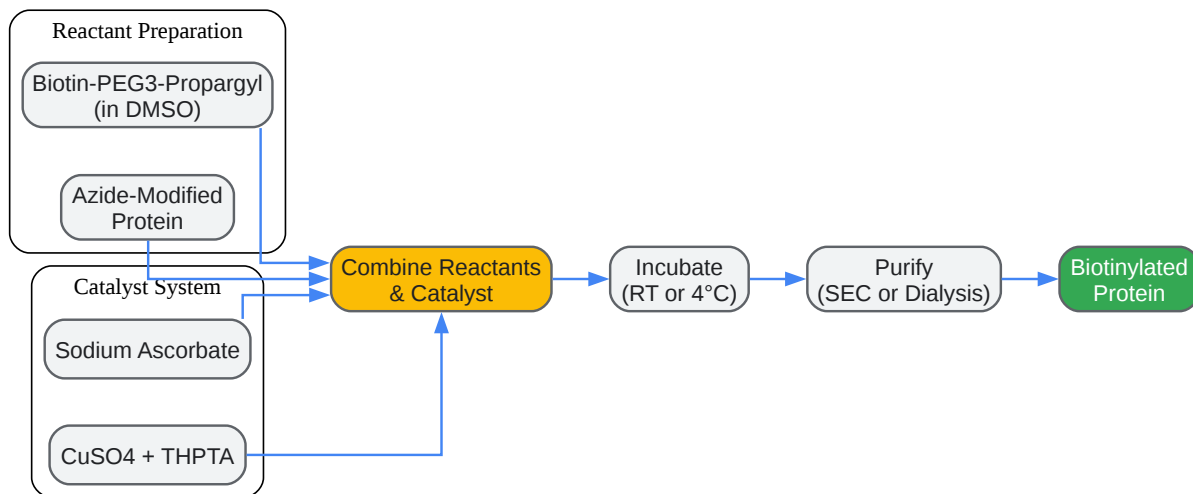 Reactant Preparation
Biotin-PEG3-Propargyl
(in DMSO)
Azide-Modified
Protein
Catalyst System
Sodium Ascorbate
CuSO4 + THPTA
Combine Reactants
& Catalyst
Incubate
(RT or 4°C)
Purify
(SEC or Dialysis)
Biotinylated
Protein